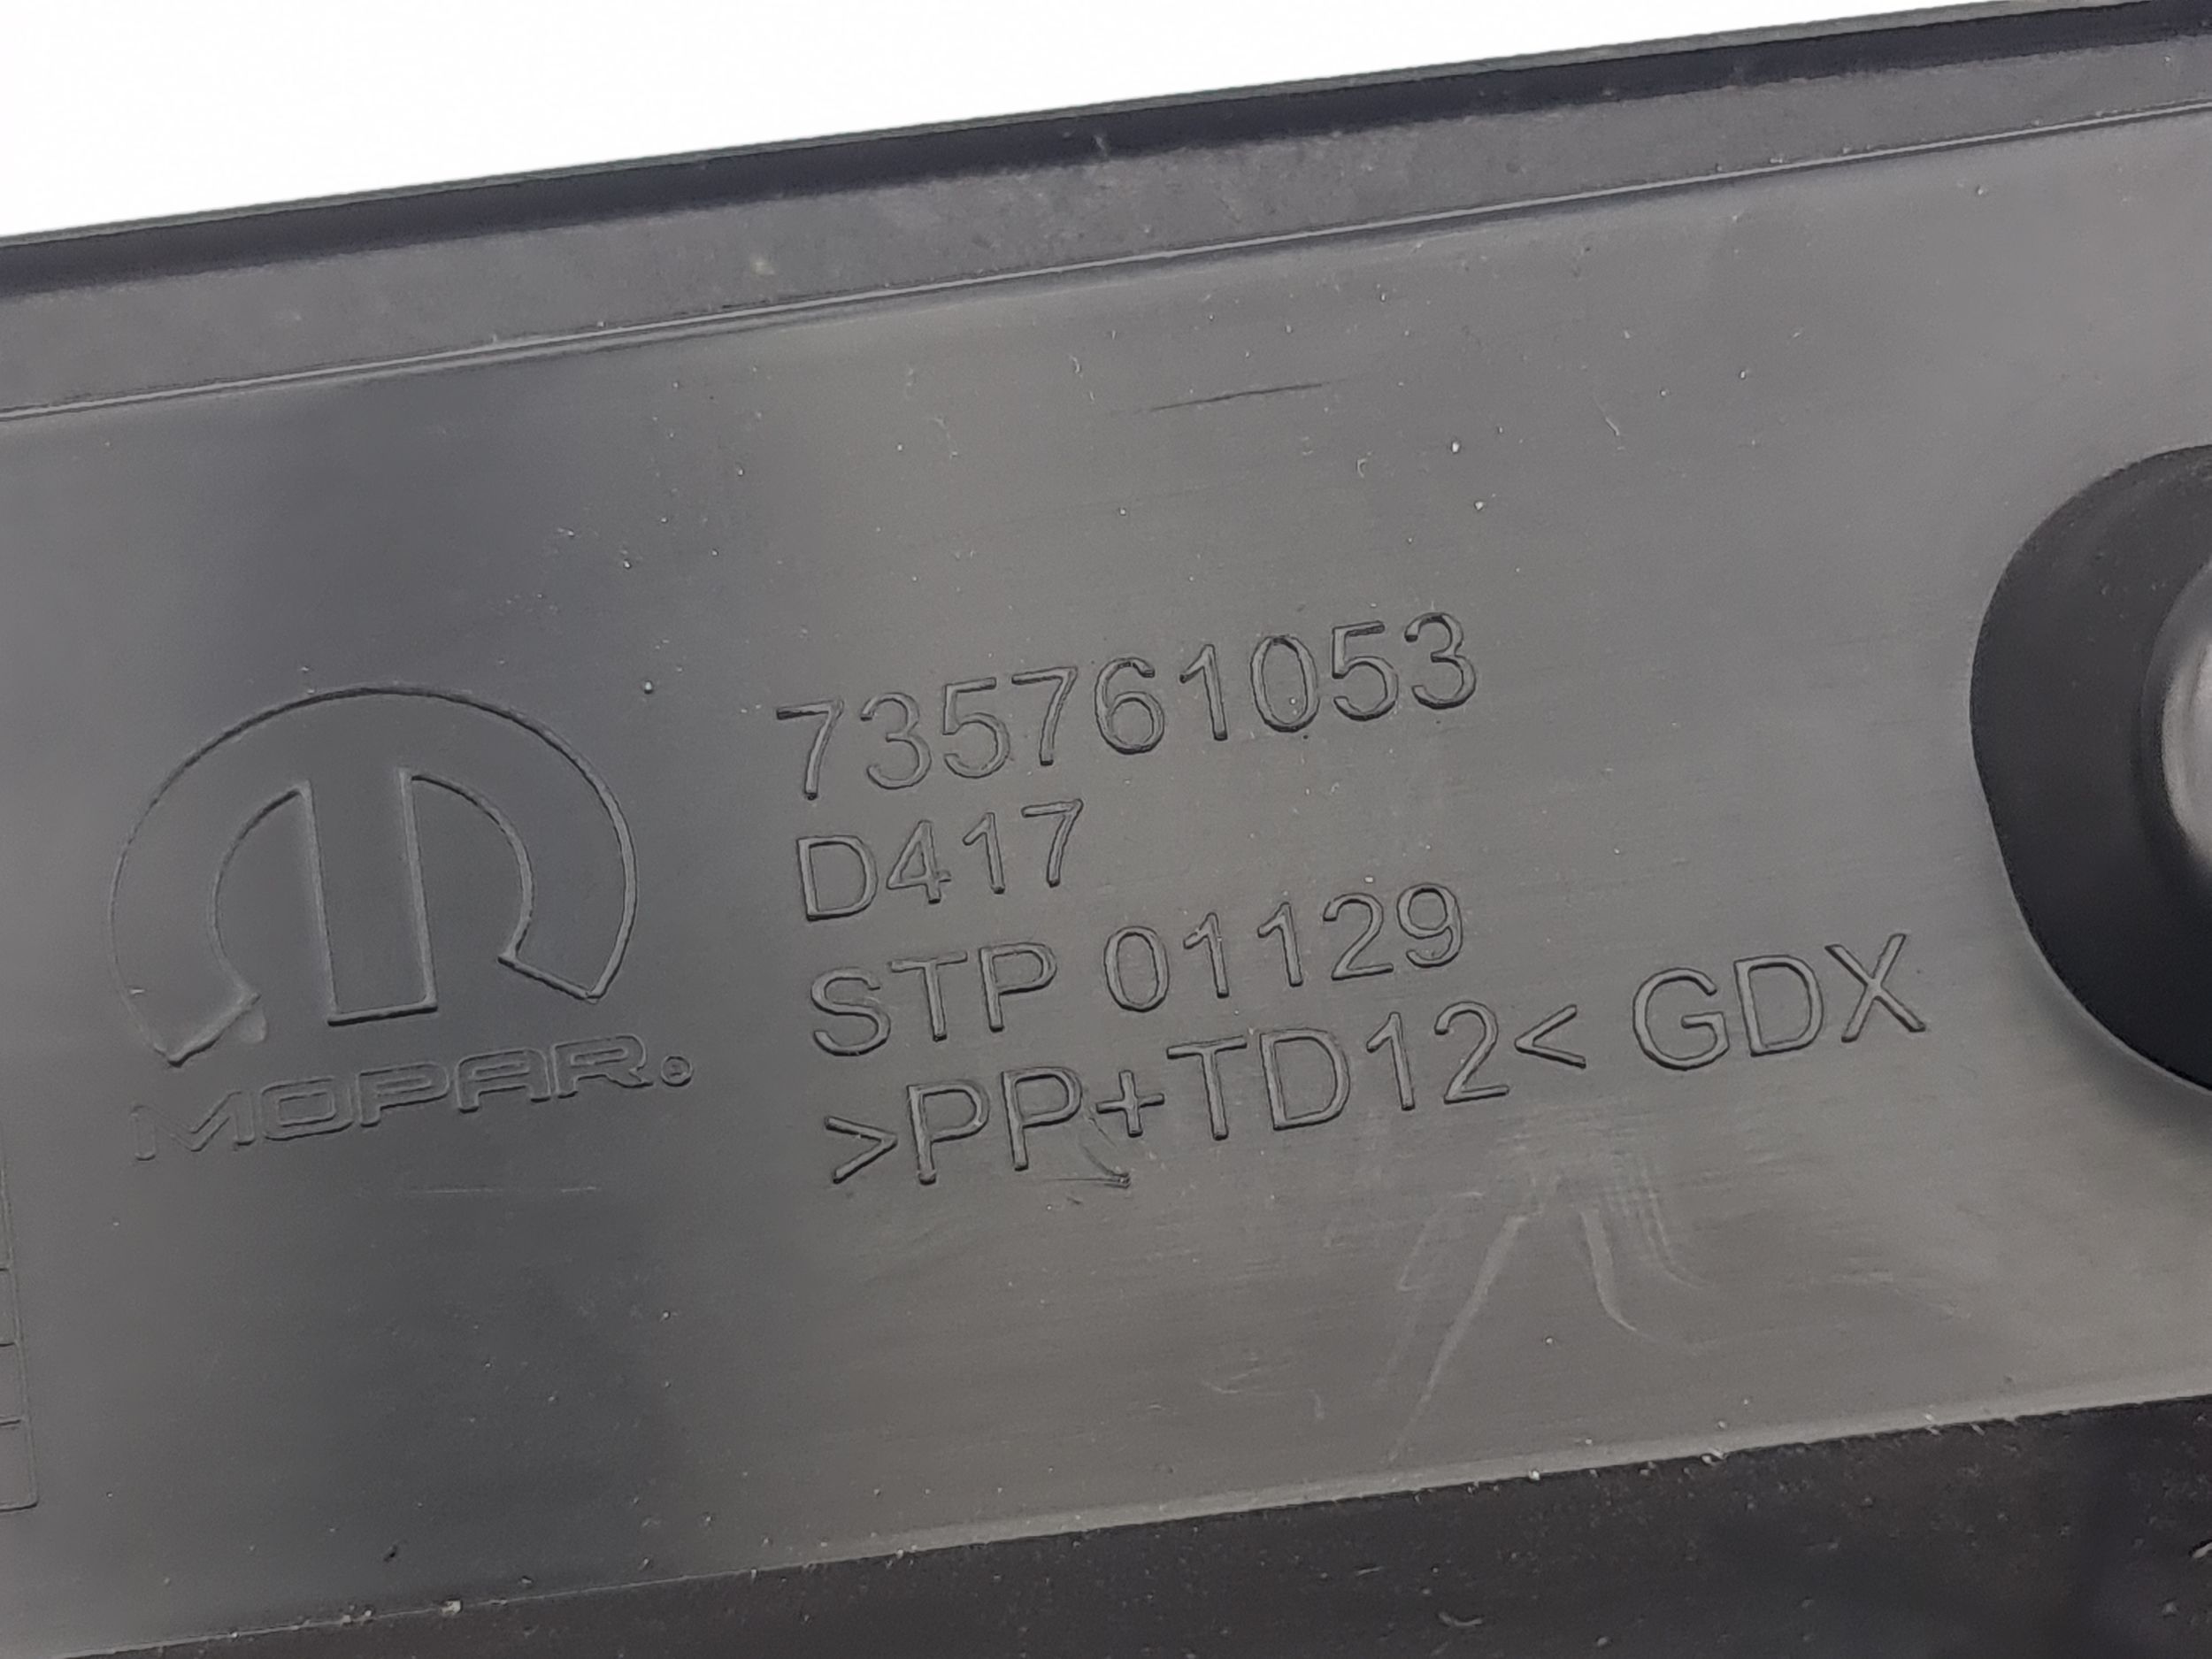 735761053
D417
STP 01129
>PP+TD12< GDX
MOPAR®